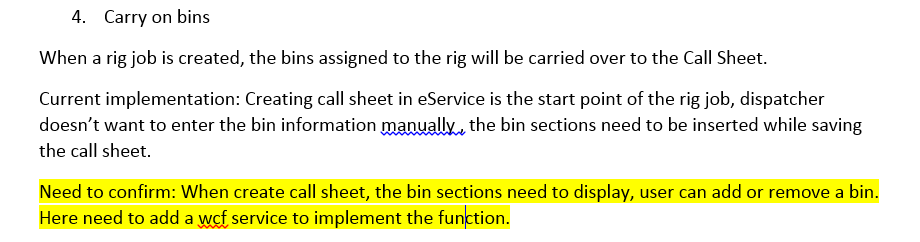 4. Carry on bins
When a rig job is created, the bins assigned to the rig will be carried over to the Call Sheet.
Current implementation: Creating call sheet in eService is the start point of the rig job, dispatcher
doesn’t want to enter the bin information manually , the bin sections need to be inserted while saving
the call sheet.
Need to confirm: When create call sheet, the bin sections need to display, user can add or remove a bin.
Here need to add a wcf service to implement the function.